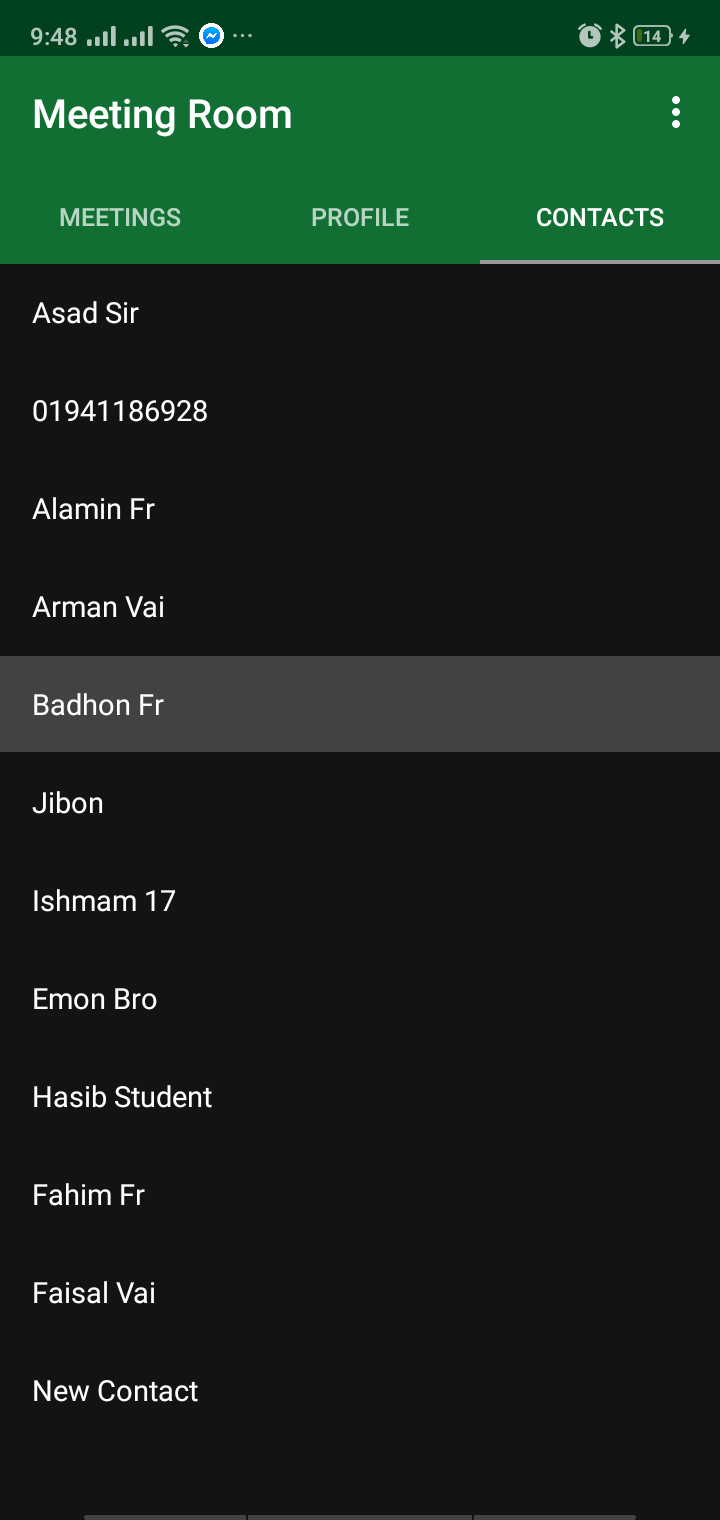 9:48 ... 14
Meeting Room
MEETINGS PROFILE CONTACTS
Asad Sir
01941186928
Alamin Fr
Arman Vai
Badhon Fr
Jibon
Ishmam 17
Emon Bro
Hasib Student
Fahim Fr
Faisal Vai
New Contact